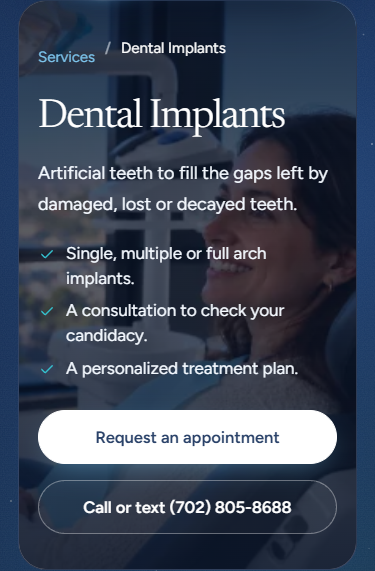 Services / Dental Implants
Dental Implants
Artificial teeth to fill the gaps left by
damaged, lost or decayed teeth.
Single, multiple or full arch
implants.
A consultation to check your
candidacy.
A personalized treatment plan.
Request an appointment
Call or text (702) 805-8688